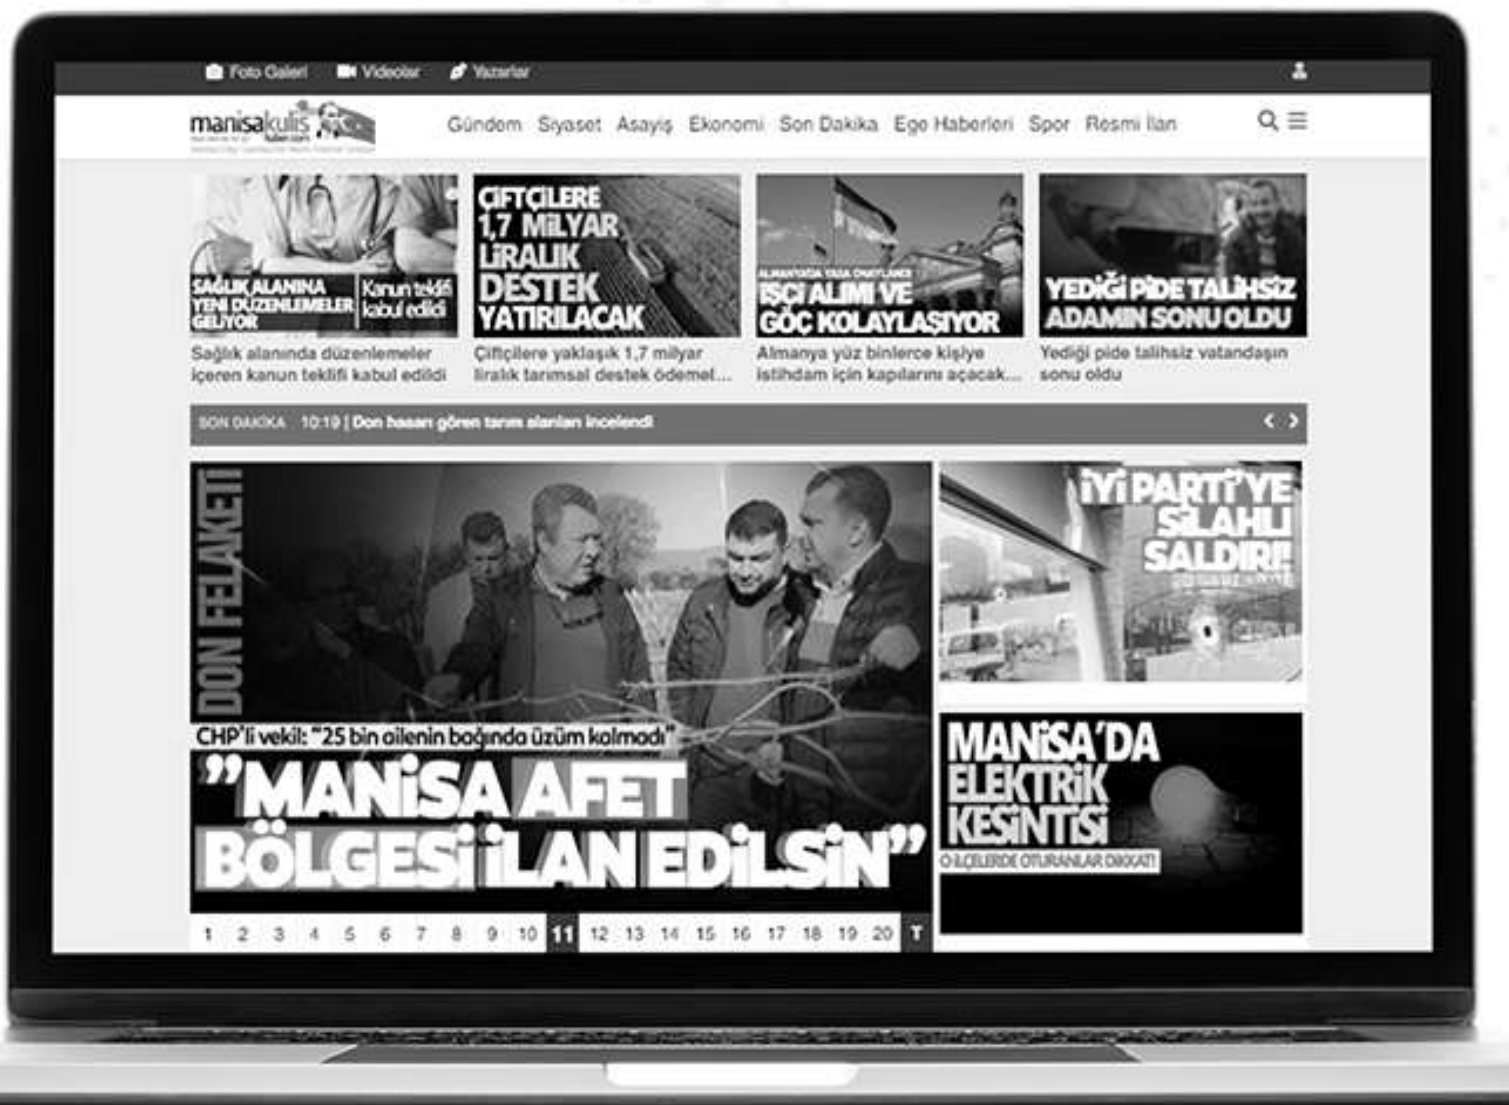 Foto Galeri Videolar Yazarlar
manisakulis
haber.com
Gündem Siyaset Asayiş Ekonomi Son Dakika Ege Haberleri Spor Resmi İlan
SAĞLIK ALANINA
YENİ DÜZENLEMELER
GELİYOR
Kanun teklifi
kabul edildi
ÇİFTÇİLERE
1,7 MİLYAR
LİRALIK
DESTEK
YATIRILACAK
ALMANYADA YASA ONAYLANDI
İŞÇİ ALIMI VE
GÖÇ KOLAYLAŞIYOR
YEDİĞİ PİDE TALİHSİZ
ADAMIN SONU OLDU
Sağlık alanında düzenlemeler
içeren kanun teklifi kabul edildi
Çiftçilere yaklaşık 1,7 milyar
liralık tarımsal destek ödemel...
Almanya yüz binlerce kişiye
istihdam için kapılarını açacak...
Yediği pide talihsiz vatandaşın
sonu oldu
SON DAKİKA 10:19 | Don hasarı gören tarım alanları incelendi
DON FELAKETİ
CHP'li vekil: "25 bin ailenin bağında üzüm kalmadı"
"MANİSA AFET
BÖLGESİ İLAN EDİLSİN"
1 2 3 4 5 6 7 8 9 10 11 12 13 14 15 16 17 18 19 20 T
İYİ PARTİ'YE
SİLAHLI
SALDIRI!
MANİSA'DA
ELEKTRİK
KESİNTİSİ
O İLÇELERDE OTURANLAR DİKKAT!